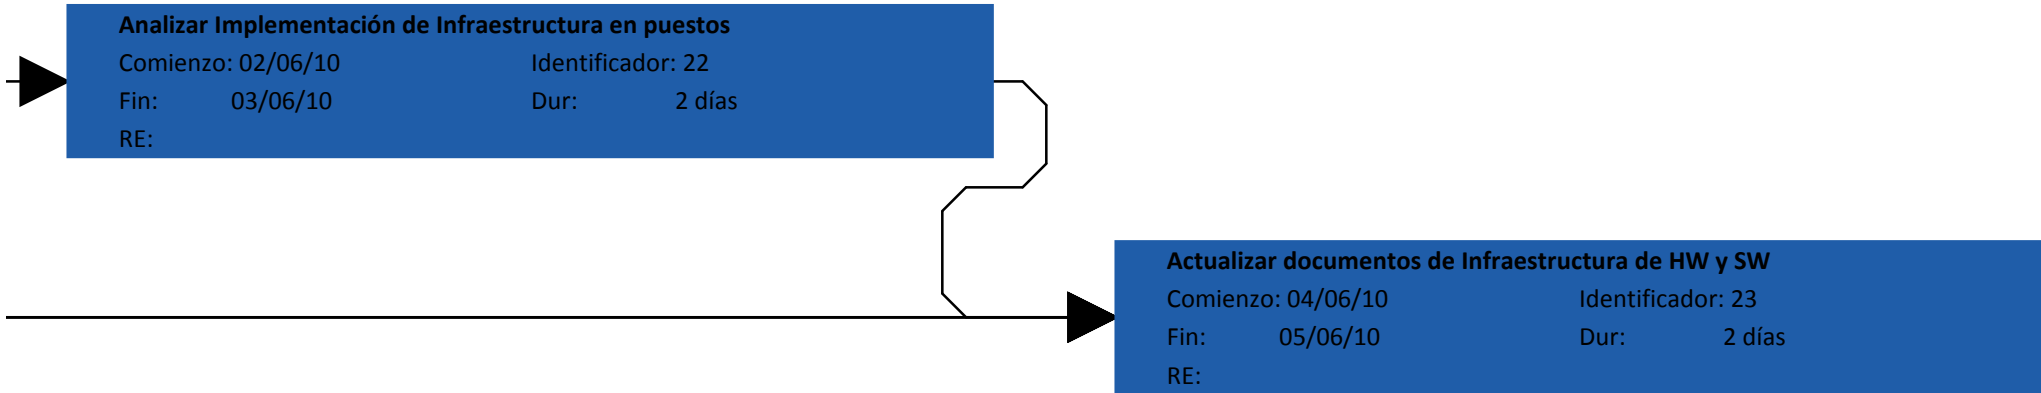 Analizar Implementación de Infraestructura en puestos
Comienzo: 02/06/10 Identificador: 22
Fin: 03/06/10 Dur: 2 días
RE:
Actualizar documentos de Infraestructura de HW y SW
Comienzo: 04/06/10 Identificador: 23
Fin: 05/06/10 Dur: 2 días
RE: